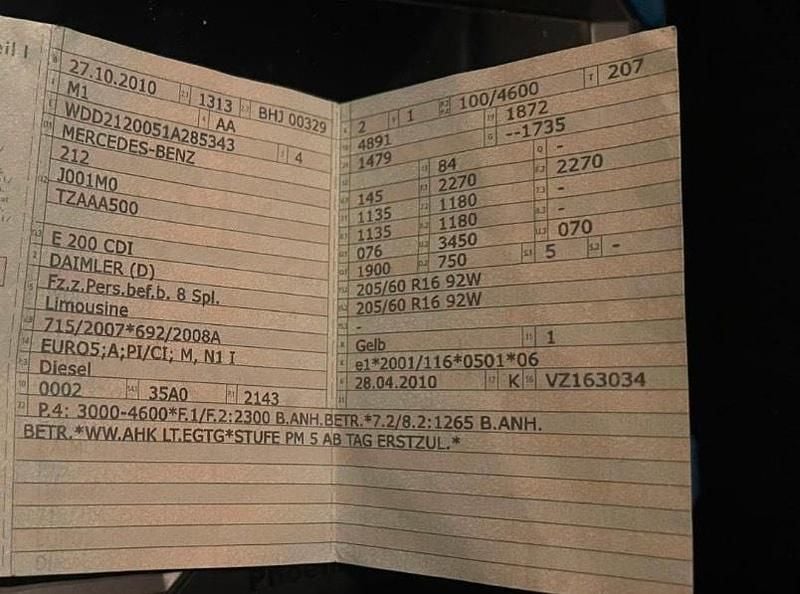 eil I
27.10.2010 1313 BHJ 00329
M1 AA
WDD2120051A285343
MERCEDES-BENZ 4
212
J001M0
TZAAA500
E 200 CDI
DAIMLER (D)
Fz.z.Pers.bef.b. 8 Spl.
Limousine
715/2007*692/2008A
EURO5;A;PI/CI; M, N1 I
Diesel
0002 35A0 2143
2 1 100/4600 T 207
4891 1872
1479 --1735
84 Q -
145 2270 2270
1135 1180 -
1135 1180 -
076 3450 070
1900 750 5 -
205/60 R16 92W
205/60 R16 92W
-
Gelb 1
e1*2001/116*0501*06
28.04.2010 K VZ163034
P.4: 3000-4600*F.1/F.2:2300 B.ANH.BETR.*7.2/8.2:1265 B.ANH.
BETR.*WW.AHK LT.EGTG*STUFE PM 5 AB TAG ERSTZUL.*